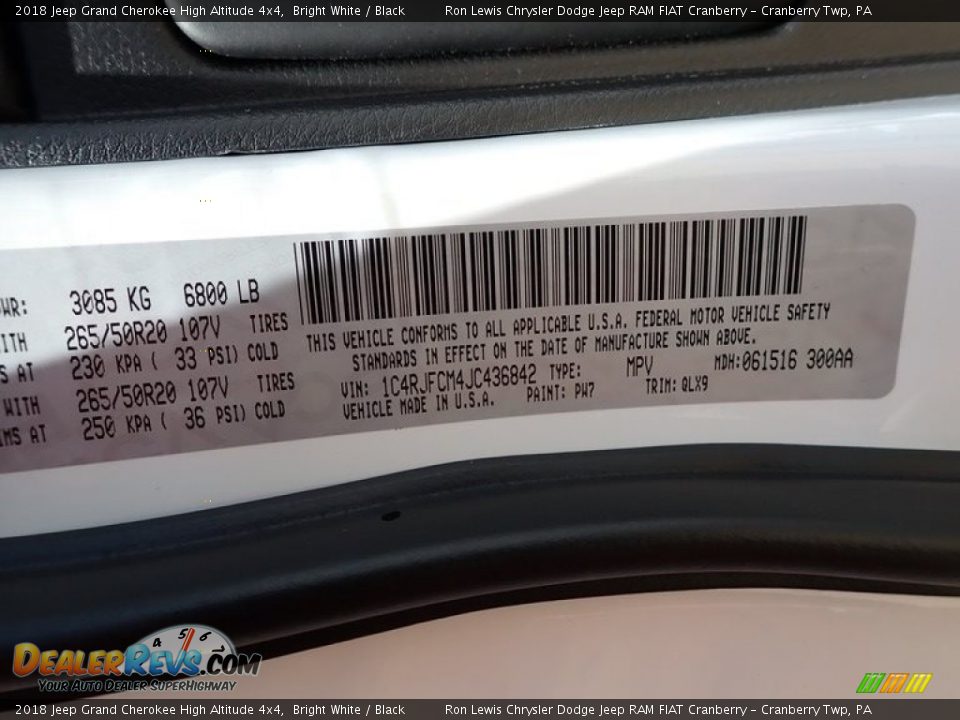 2018 Jeep Grand Cherokee High Altitude 4x4, Bright White / Black Ron Lewis Chrysler Dodge Jeep RAM FIAT Cranberry - Cranberry Twp, PA
WR: 3085 KG 6800 LB
ITH 265/50R20 107V TIRES
S AT 230 KPA ( 33 PSI) COLD
WITH 265/50R20 107V TIRES
MS AT 250 KPA ( 36 PSI) COLD
THIS VEHICLE CONFORMS TO ALL APPLICABLE U.S.A. FEDERAL MOTOR VEHICLE SAFETY
STANDARDS IN EFFECT ON THE DATE OF MANUFACTURE SHOWN ABOVE.
VIN: 1C4RJFCM4JC436842 TYPE: MPV MDH:061516 300AA
VEHICLE MADE IN U.S.A. PAINT: PW7 TRIM: QLX9
4 5 6
DEALERREVS.COM
YOUR AUTO DEALER SUPERHIGHWAY
2018 Jeep Grand Cherokee High Altitude 4x4, Bright White / Black Ron Lewis Chrysler Dodge Jeep RAM FIAT Cranberry - Cranberry Twp, PA